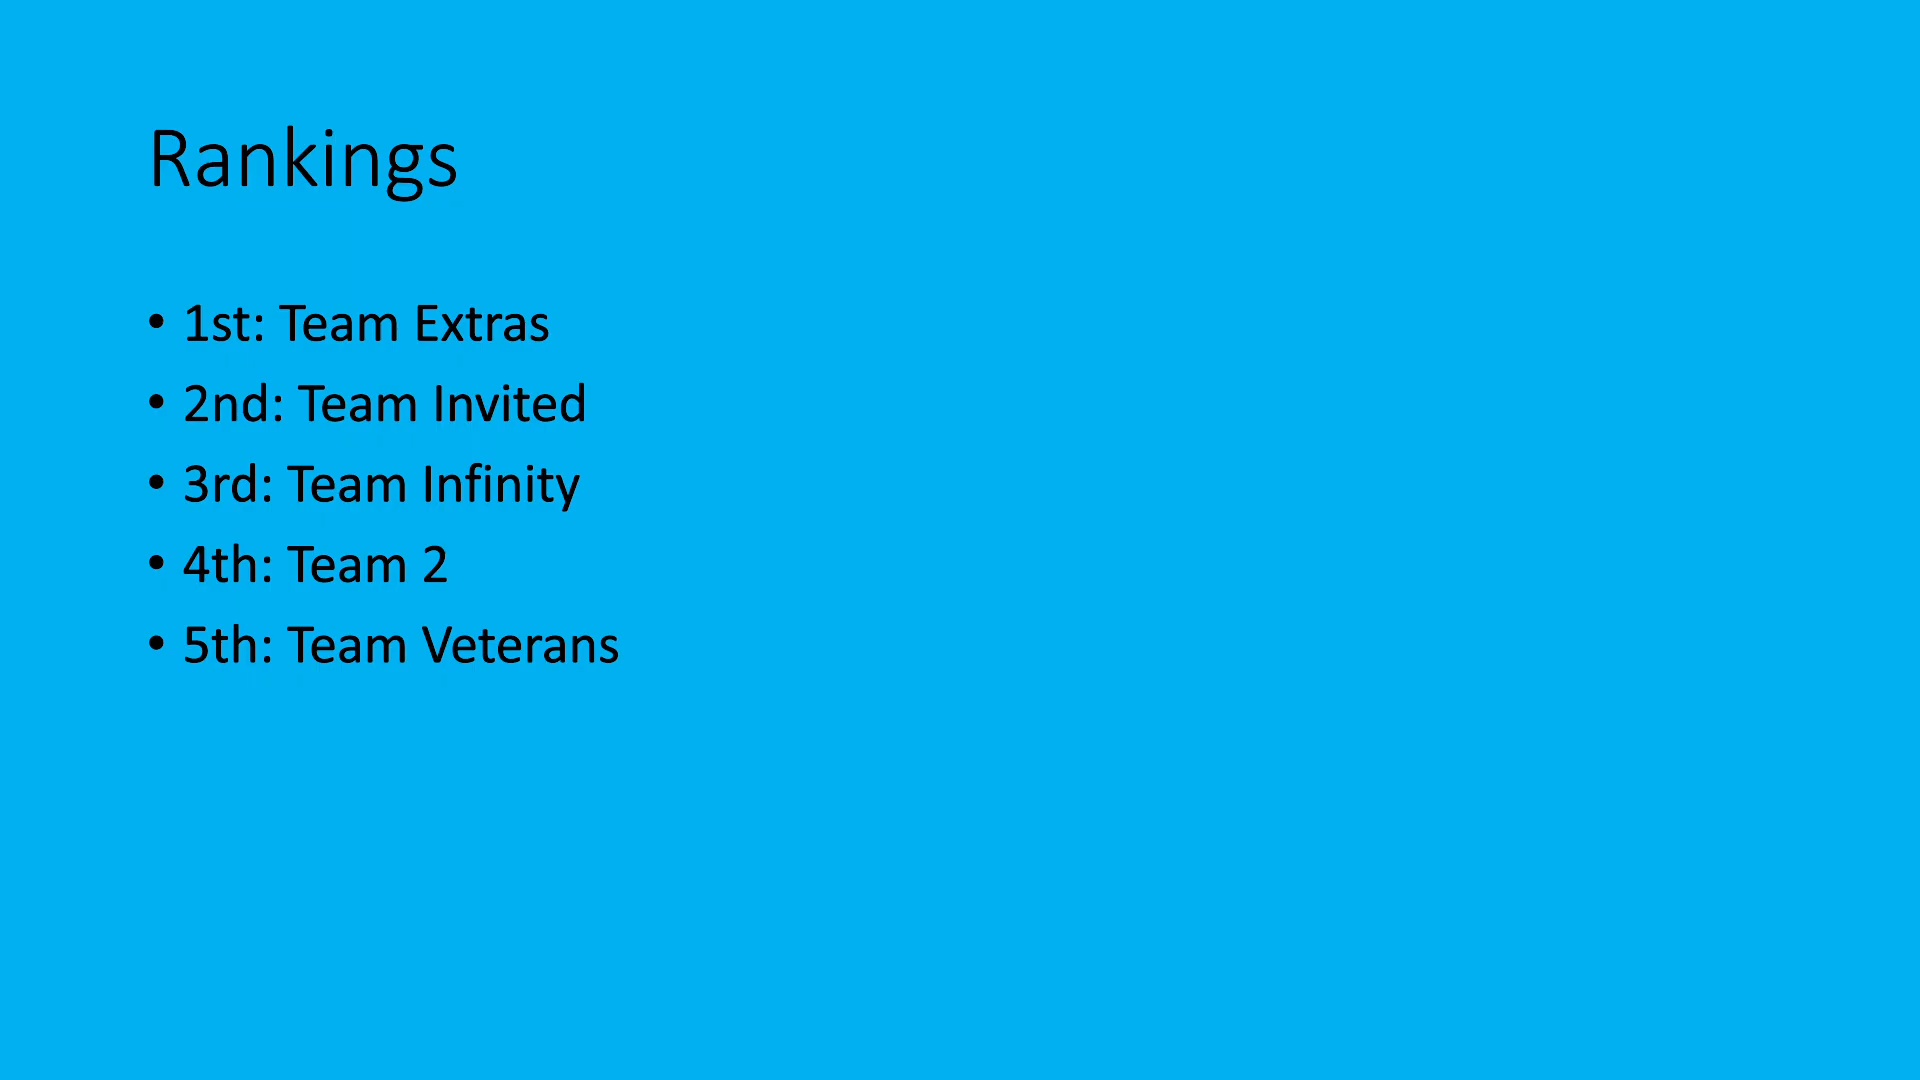 Rankings
• 1st: Team Extras
• 2nd: Team Invited
• 3rd: Team Infinity
• 4th: Team 2
• 5th: Team Veterans